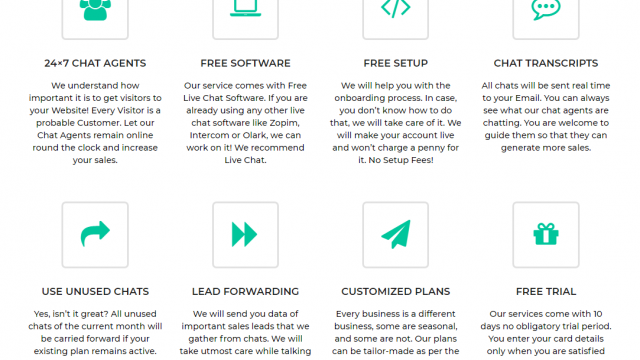 24×7 CHAT AGENTS
We understand how
important it is to get visitors to
your Website! Every Visitor is a
probable Customer. Let our
Chat Agents remain online
round the clock and increase
your sales.
FREE SOFTWARE
Our service comes with Free
Live Chat Software. If you are
already using any other live
chat software like Zopim,
Intercom or Olark, we can
work on it! We recommend
Live Chat.
FREE SETUP
We will help you with the
onboarding process. In case,
you don't know how to do
that, we will take care of it. We
will make your account live
and won't charge a penny for
it. No Setup Fees!
CHAT TRANSCRIPTS
All chats will be sent real time
to your Email. You can always
see what our chat agents are
chatting. You are welcome to
guide them so that they can
generate more sales.
USE UNUSED CHATS
Yes, isn't it great? All unused
chats of the current month will
be carried forward if your
existing plan remains active.
LEAD FORWARDING
We will send you data of
important sales leads that we
gather from chats. We will
take utmost care while talking
CUSTOMIZED PLANS
Every business is a different
business, some are seasonal,
and some are not. Our plans
can be tailor-made as per the
FREE TRIAL
Our services come with 10
days no obligatory trial period.
You enter your card details
only when you are satisfied